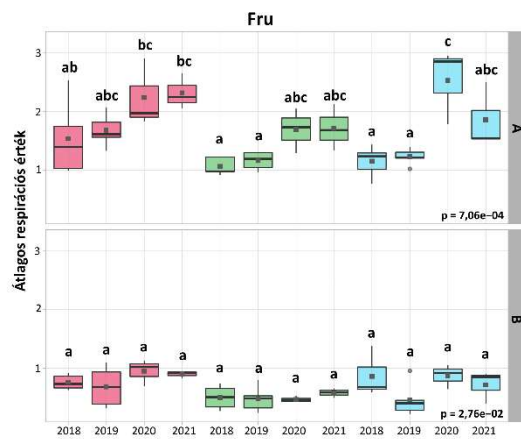 Fru
Átlagos respirációs érték
3
2
1
ab
abc
bc
bc
a
a
abc
abc
a
a
c
abc
p = 7,06e−04
A
3
2
1
a
a
a
a
a
a
a
a
a
a
a
a
p = 2,76e−02
B
2018 2019 2020 2021 2018 2019 2020 2021 2018 2019 2020 2021